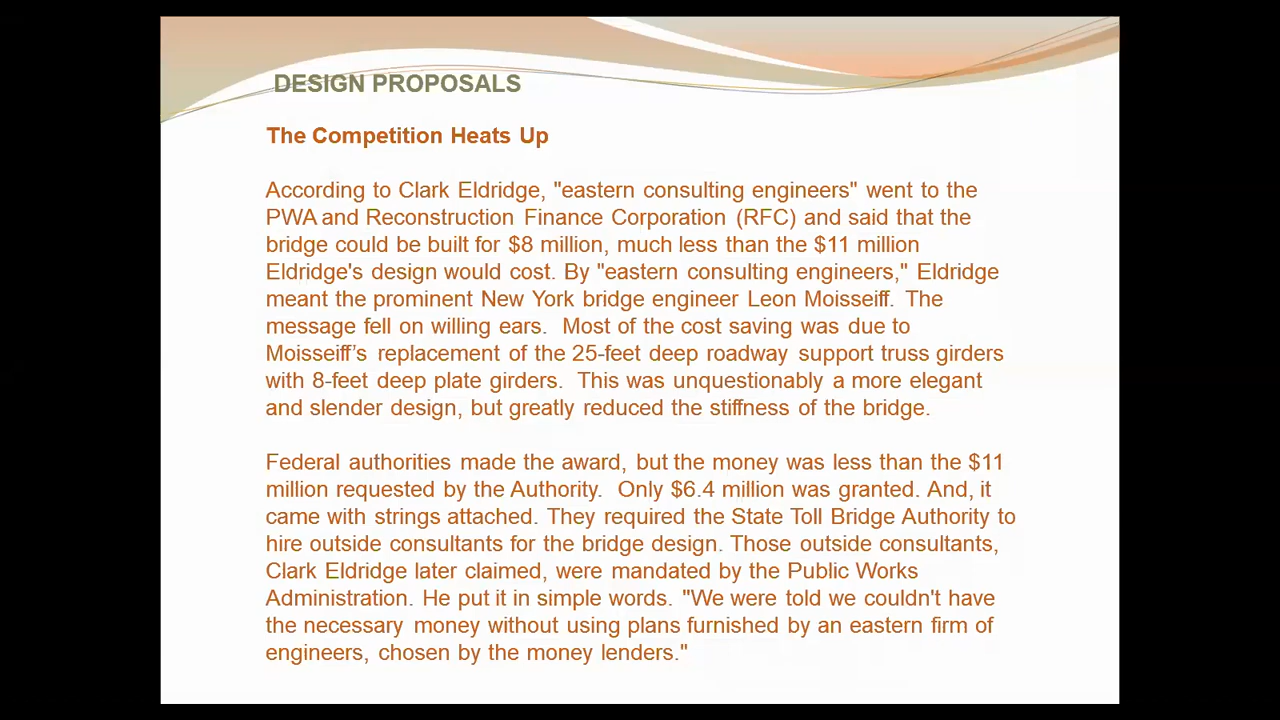 DESIGN PROPOSALS
The Competition Heats Up
According to Clark Eldridge, "eastern consulting engineers" went to the
PWA and Reconstruction Finance Corporation (RFC) and said that the
bridge could be built for $8 million, much less than the $11 million
Eldridge's design would cost. By "eastern consulting engineers," Eldridge
meant the prominent New York bridge engineer Leon Moisseiff. The
message fell on willing ears. Most of the cost saving was due to
Moisseiff’s replacement of the 25-feet deep roadway support truss girders
with 8-feet deep plate girders. This was unquestionably a more elegant
and slender design, but greatly reduced the stiffness of the bridge.
Federal authorities made the award, but the money was less than the $11
million requested by the Authority. Only $6.4 million was granted. And, it
came with strings attached. They required the State Toll Bridge Authority to
hire outside consultants for the bridge design. Those outside consultants,
Clark Eldridge later claimed, were mandated by the Public Works
Administration. He put it in simple words. "We were told we couldn't have
the necessary money without using plans furnished by an eastern firm of
engineers, chosen by the money lenders."